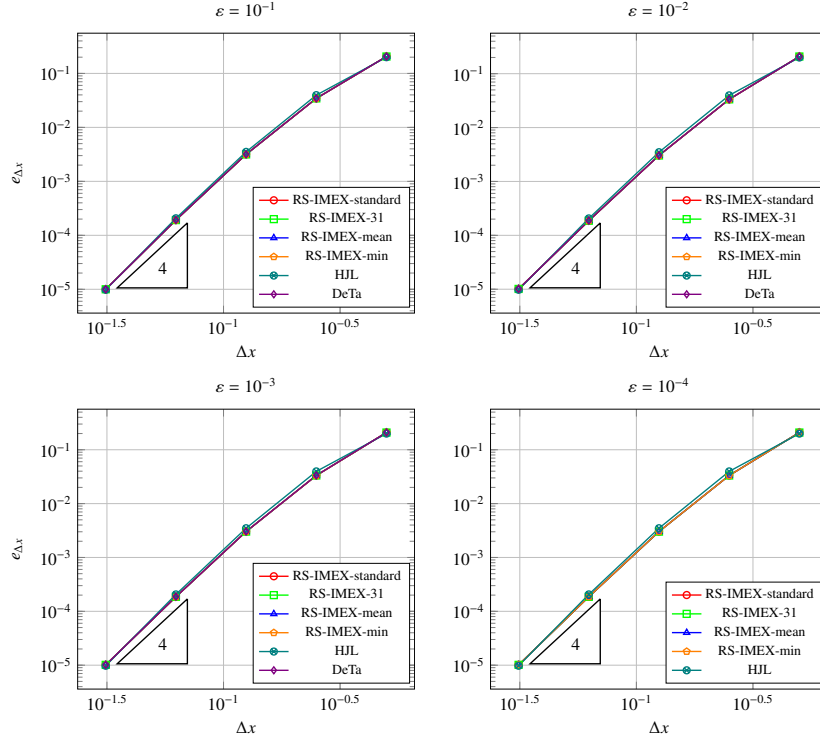 ε = 10^-1
10^-1
10^-2
10^-3
10^-4
10^-5
e_Δx
RS-IMEX-standard
RS-IMEX-31
RS-IMEX-mean
RS-IMEX-min
HJL
DeTa
4
10^-1.5
10^-1
10^-0.5
Δx
ε = 10^-2
10^-1
10^-2
10^-3
10^-4
10^-5
RS-IMEX-standard
RS-IMEX-31
RS-IMEX-mean
RS-IMEX-min
HJL
DeTa
4
10^-1.5
10^-1
10^-0.5
Δx
ε = 10^-3
10^-1
10^-2
10^-3
10^-4
10^-5
e_Δx
RS-IMEX-standard
RS-IMEX-31
RS-IMEX-mean
RS-IMEX-min
HJL
DeTa
4
10^-1.5
10^-1
10^-0.5
Δx
ε = 10^-4
10^-1
10^-2
10^-3
10^-4
10^-5
RS-IMEX-standard
RS-IMEX-31
RS-IMEX-mean
RS-IMEX-min
HJL
4
10^-1.5
10^-1
10^-0.5
Δx